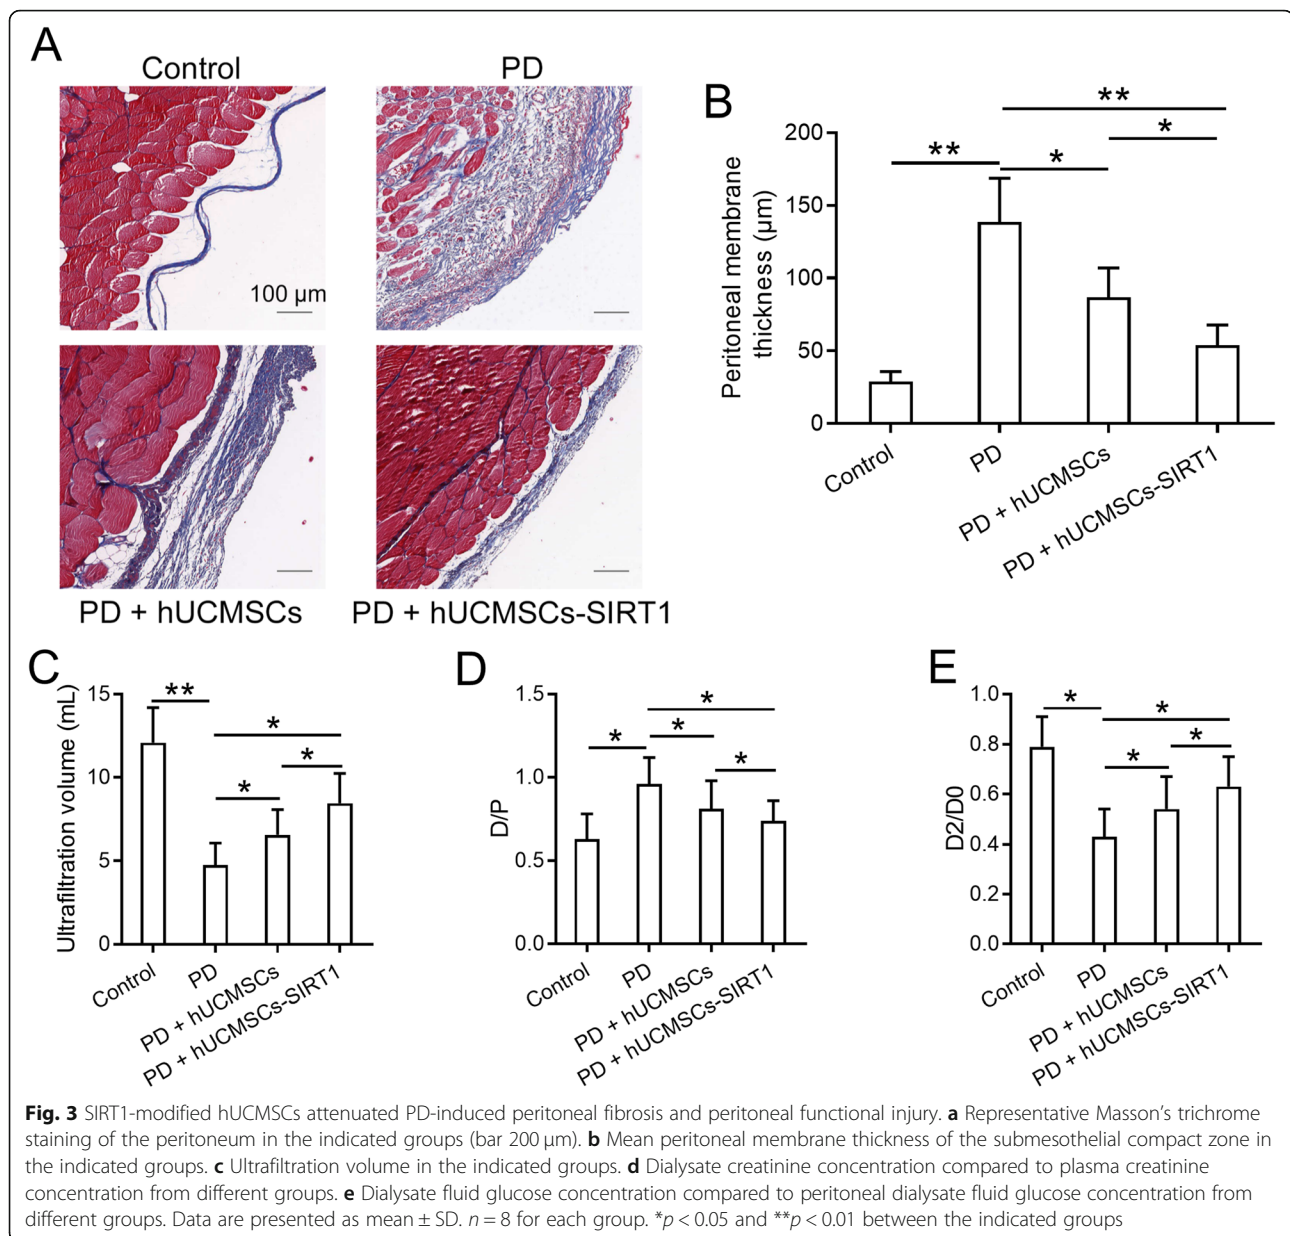 A
Control
PD
100 µm
PD + hUCMSCs
PD + hUCMSCs-SIRT1
B
Peritoneal membrane
thickness (µm)
200
150
100
50
0
**
*
**
*
Control
PD
PD + hUCMSCs
PD + hUCMSCs-SIRT1
C
Ultrafiltration volume (mL)
15
10
5
0
**
*
*
*
Control
PD
PD + hUCMSCs
PD + hUCMSCs-SIRT1
D
D/P
1.5
1.0
0.5
0.0
*
*
*
*
Control
PD
PD + hUCMSCs
PD + hUCMSCs-SIRT1
E
D2/D0
1.0
0.8
0.6
0.4
0.2
0.0
*
*
*
*
Control
PD
PD + hUCMSCs
PD + hUCMSCs-SIRT1
Fig. 3 SIRT1-modified hUCMSCs attenuated PD-induced peritoneal fibrosis and peritoneal functional injury. a Representative Masson's trichrome
staining of the peritoneum in the indicated groups (bar 200 µm). b Mean peritoneal membrane thickness of the submesothelial compact zone in
the indicated groups. c Ultrafiltration volume in the indicated groups. d Dialysate creatinine concentration compared to plasma creatinine
concentration from different groups. e Dialysate fluid glucose concentration compared to peritoneal dialysate fluid glucose concentration from
different groups. Data are presented as mean ± SD. n = 8 for each group. *p < 0.05 and **p < 0.01 between the indicated groups